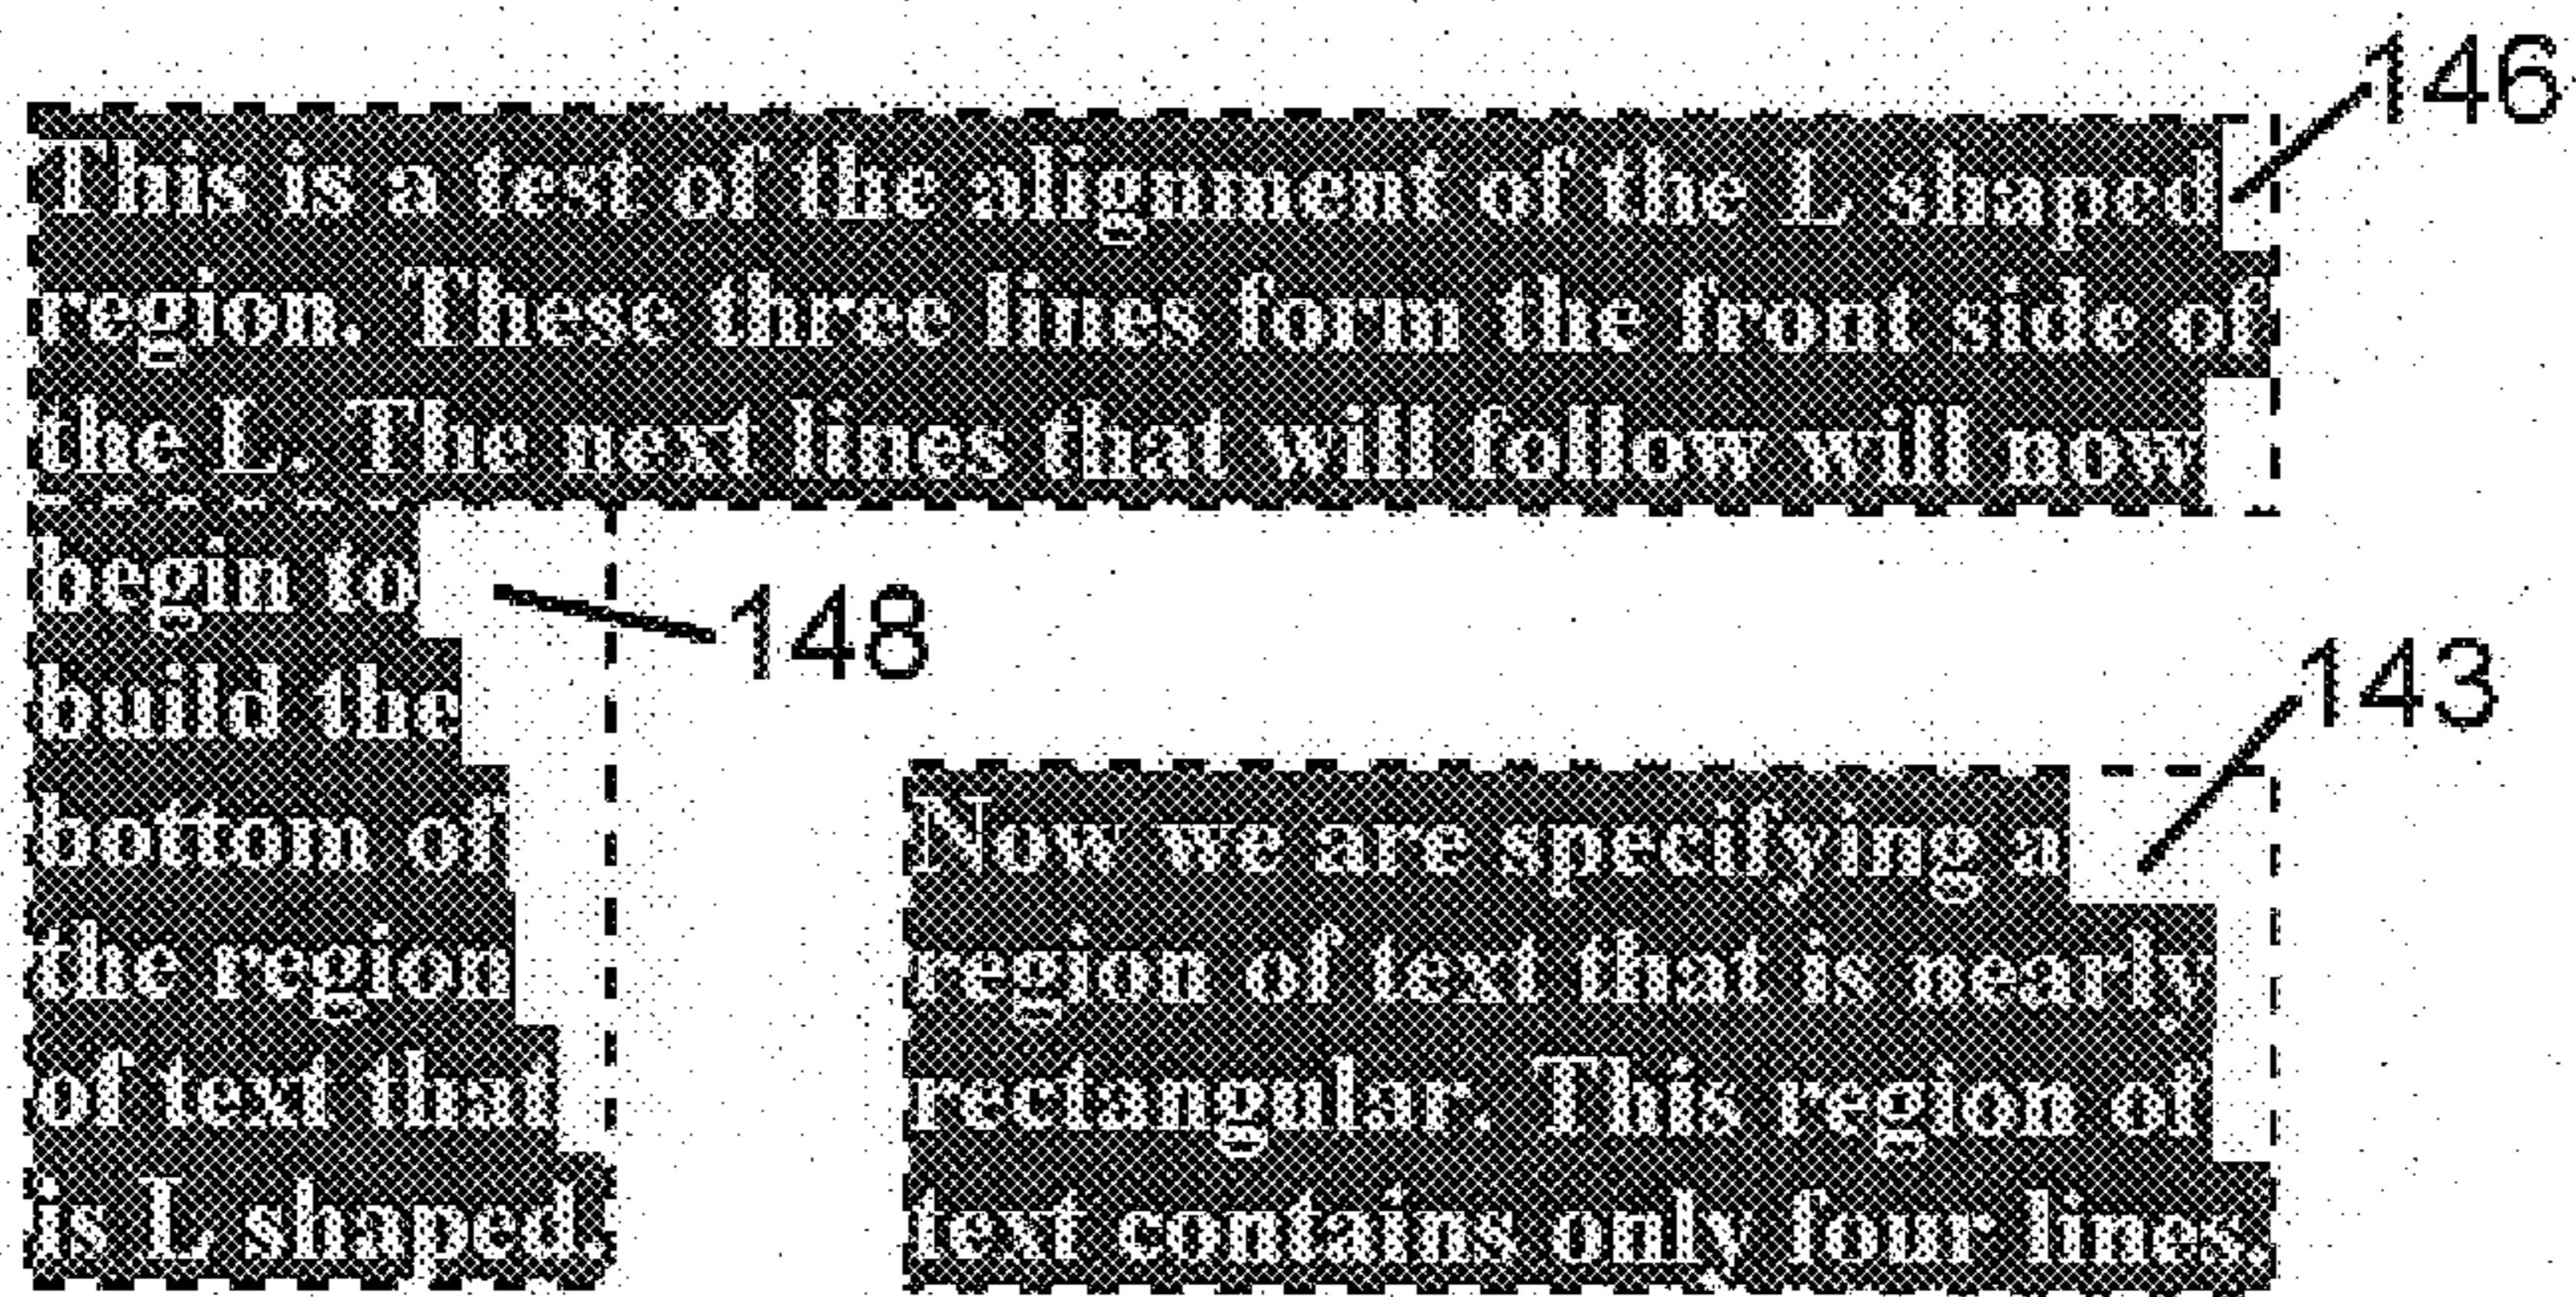 146
This is a test of the alignment of the L shaped
region. These three lines form the front side of
the L. The next lines that will follow will now
begin to
148
build the
bottom of
the region
of text that
is L shaped.
143
Now we are specifying a
region of text that is nearly
rectangular. This region of
text contains only four lines.